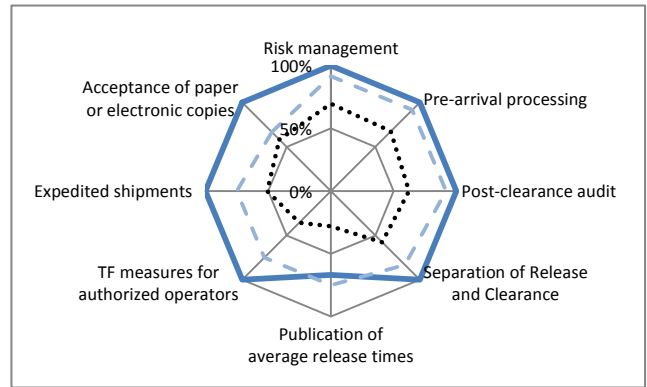 Risk management
100%
Acceptance of paper
or electronic copies
Pre-arrival processing
50%
Expedited shipments
0%
Post-clearance audit
TF measures for
authorized operators
Separation of Release
and Clearance
Publication of
average release times